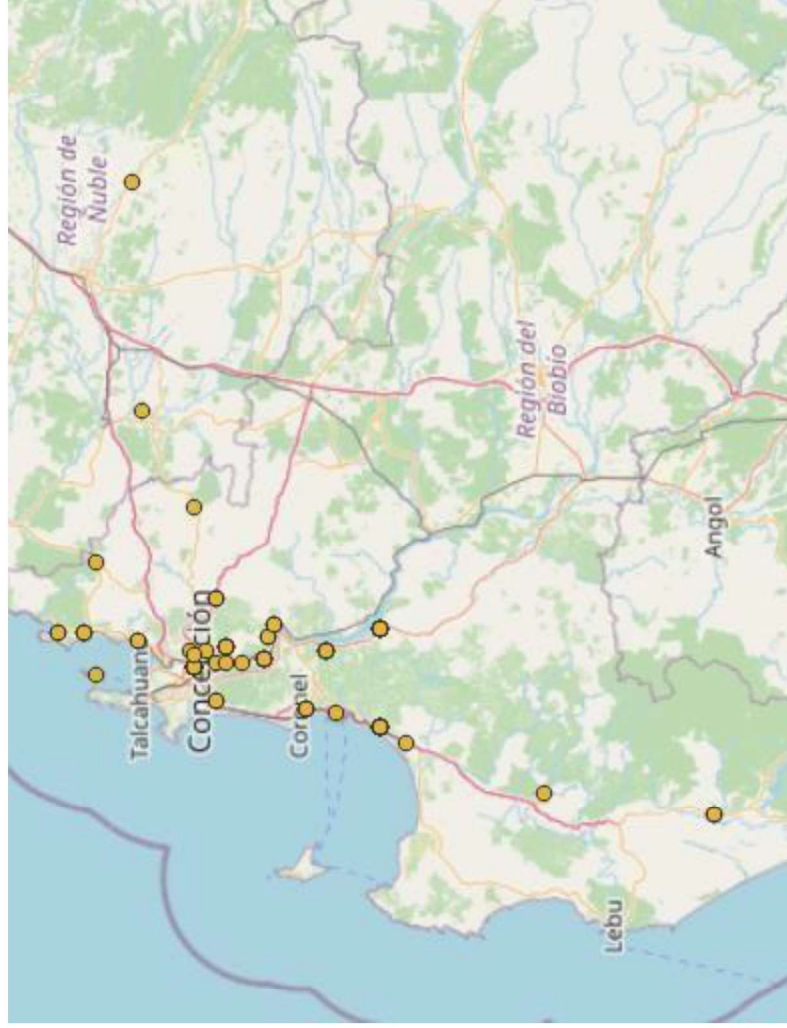 Región de
Ñuble
Talcahuano
Concepción
Coronel
Región del
Biobío
Angol
Lebu